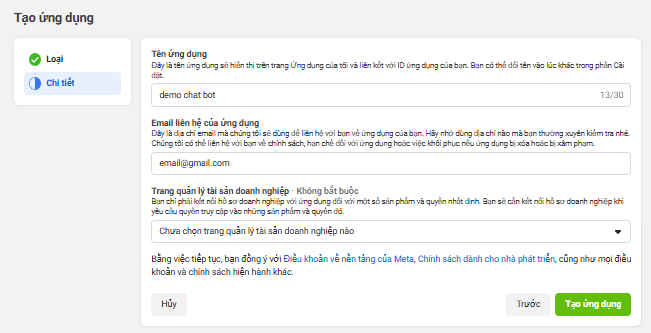 Tạo ứng dụng
Loại
Chi tiết
Tên ứng dụng
Đây là tên ứng dụng sẽ hiển thị trên trang Ứng dụng của tôi và liên kết với ID ứng dụng của bạn. Bạn có thể đổi tên vào lúc khác trong phần Cài
đặt.
demo chat bot
13/30
Email liên hệ của ứng dụng
Đây là địa chỉ email mà chúng tôi sẽ dùng để liên hệ với bạn về ứng dụng của bạn. Hãy nhớ dùng địa chỉ nào mà bạn thường xuyên kiểm tra nhé.
Chúng tôi có thể liên hệ với bạn về chính sách, hạn chế đối với ứng dụng hoặc việc khôi phục nếu ứng dụng bị xóa hoặc bị xâm phạm.
email@gmail.com
Trang quản lý tài sản doanh nghiệp · Không bắt buộc
Bạn chỉ phải kết nối hồ sơ doanh nghiệp với ứng dụng đối với một số sản phẩm và quyền nhất định. Bạn sẽ cần kết nối hồ sơ doanh nghiệp khi
yêu cầu quyền truy cập vào những sản phẩm và quyền đó.
Chưa chọn trang quản lý tài sản doanh nghiệp nào
Bằng việc tiếp tục, bạn đồng ý với Điều khoản về nền tảng của Meta, Chính sách dành cho nhà phát triển, cũng như mọi điều
khoản và chính sách hiện hành khác.
Hủy
Trước
Tạo ứng dụng